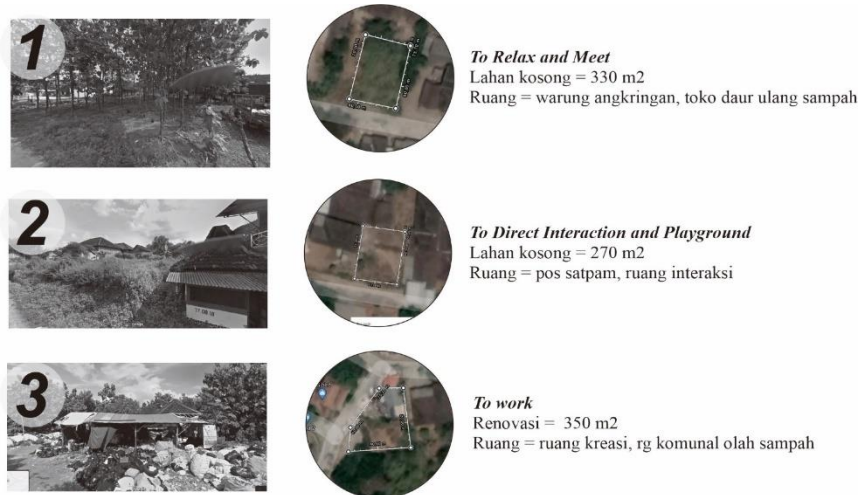 1
To Relax and Meet
Lahan kosong = 330 m2
Ruang = warung angkringan, toko daur ulang sampah
2
To Direct Interaction and Playground
Lahan kosong = 270 m2
Ruang = pos satpam, ruang interaksi
3
To work
Renovasi = 350 m2
Ruang = ruang kreasi, rg komunal olah sampah